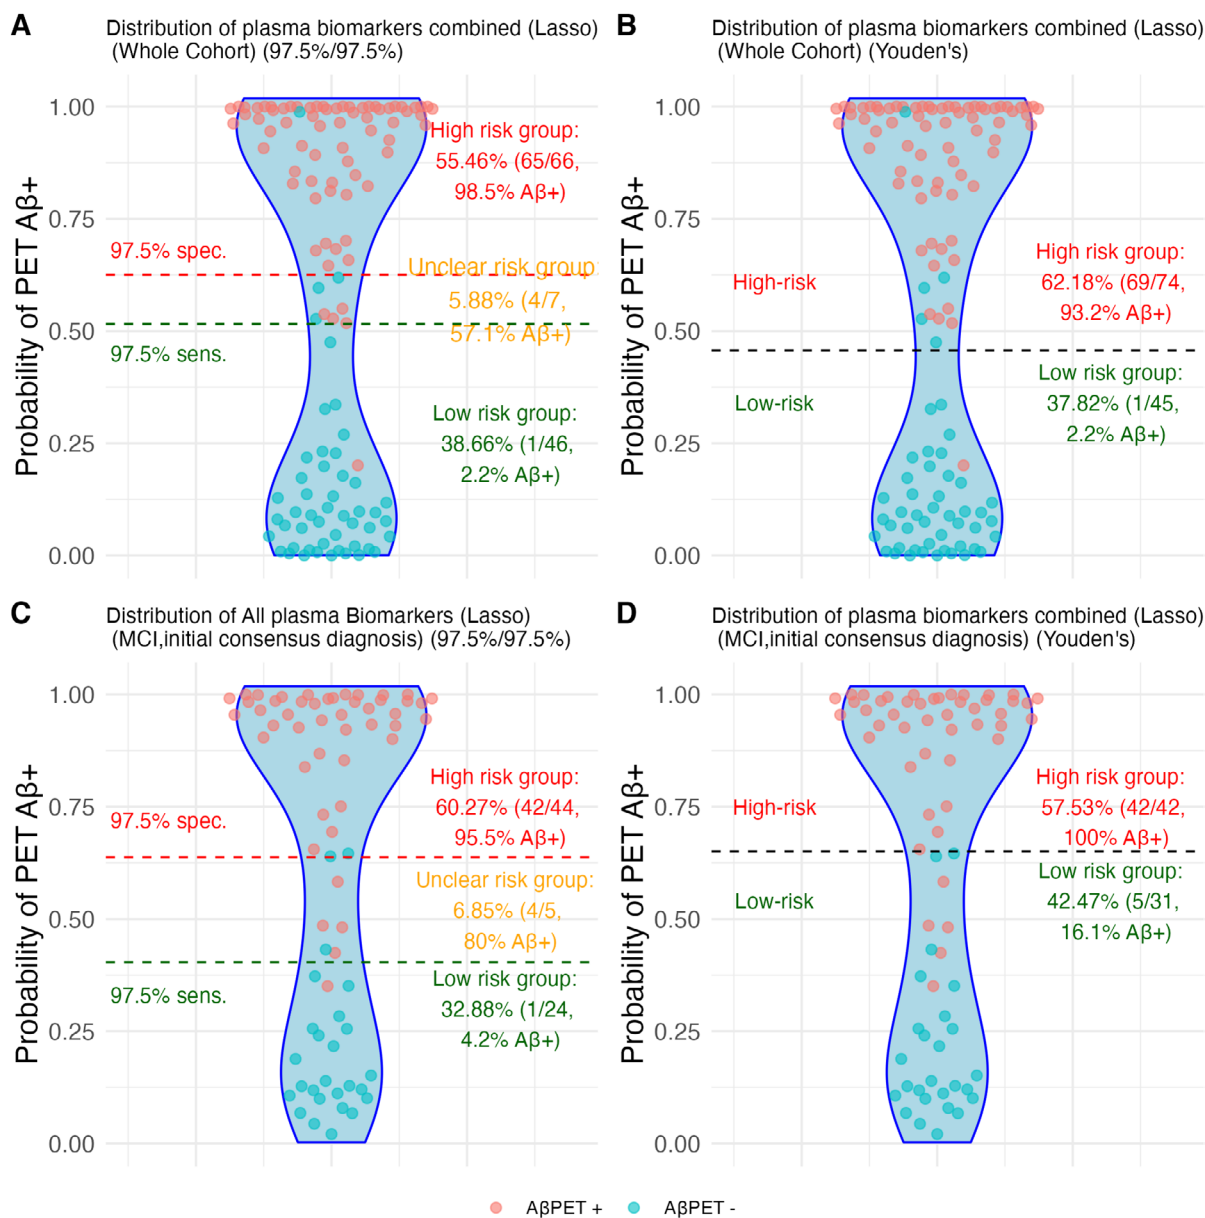 A
Distribution of plasma biomarkers combined (Lasso)
(Whole Cohort) (97.5%/97.5%)
Probability of PET Aβ+
1.00
0.75
0.50
0.25
0.00
97.5% spec.
97.5% sens.
High risk group:
55.46% (65/66,
98.5% Aβ+)
Unclear risk group:
5.88% (4/7,
57.1% Aβ+)
Low risk group:
38.66% (1/46,
2.2% Aβ+)
B
Distribution of plasma biomarkers combined (Lasso)
(Whole Cohort) (Youden's)
Probability of PET Aβ+
1.00
0.75
0.50
0.25
0.00
High-risk
Low-risk
High risk group:
62.18% (69/74,
93.2% Aβ+)
Low risk group:
37.82% (1/45,
2.2% Aβ+)
C
Distribution of All plasma Biomarkers (Lasso)
(MCI,initial consensus diagnosis) (97.5%/97.5%)
Probability of PET Aβ+
1.00
0.75
0.50
0.25
0.00
97.5% spec.
97.5% sens.
High risk group:
60.27% (42/44,
95.5% Aβ+)
Unclear risk group:
6.85% (4/5,
80% Aβ+)
Low risk group:
32.88% (1/24,
4.2% Aβ+)
D
Distribution of plasma biomarkers combined (Lasso)
(MCI,initial consensus diagnosis) (Youden's)
Probability of PET Aβ+
1.00
0.75
0.50
0.25
0.00
High-risk
Low-risk
High risk group:
57.53% (42/42,
100% Aβ+)
Low risk group:
42.47% (5/31,
16.1% Aβ+)
AβPET + AβPET -